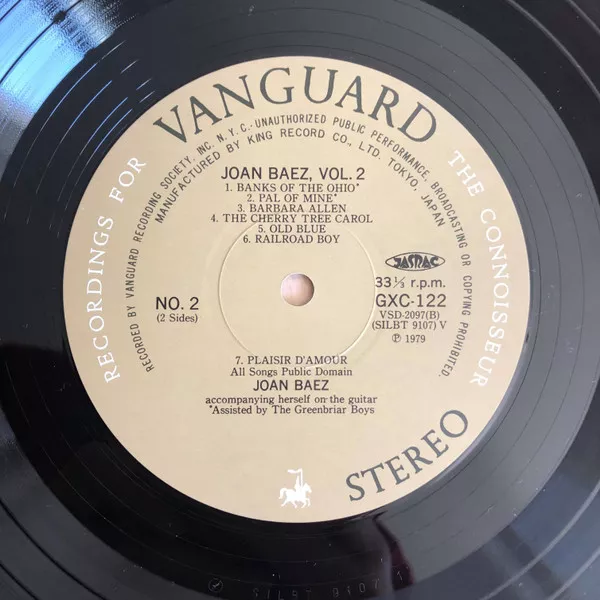 VANGUARD
RECORDINGS FOR THE CONNOISSEUR
RECORDED BY VANGUARD RECORDING SOCIETY, INC. N.Y.C.·UNAUTHORIZED PUBLIC PERFORMANCE, BROADCASTING OR COPYING PROHIBITED.
MANUFACTURED BY KING RECORD CO., LTD. TOKYO, JAPAN
JOAN BAEZ, VOL. 2
1. BANKS OF THE OHIO*
2. PAL OF MINE*
3. BARBARA ALLEN
4. THE CHERRY TREE CAROL
5. OLD BLUE
6. RAILROAD BOY
JASRAC
NO. 2
(2 Sides)
33⅓ r.p.m.
GXC-122
VSD-2097(B)
(SILBT 9107) V
Ⓟ 1979
7. PLAISIR D'AMOUR
All Songs Public Domain
JOAN BAEZ
accompanying herself on the guitar
*Assisted by The Greenbriar Boys
STEREO